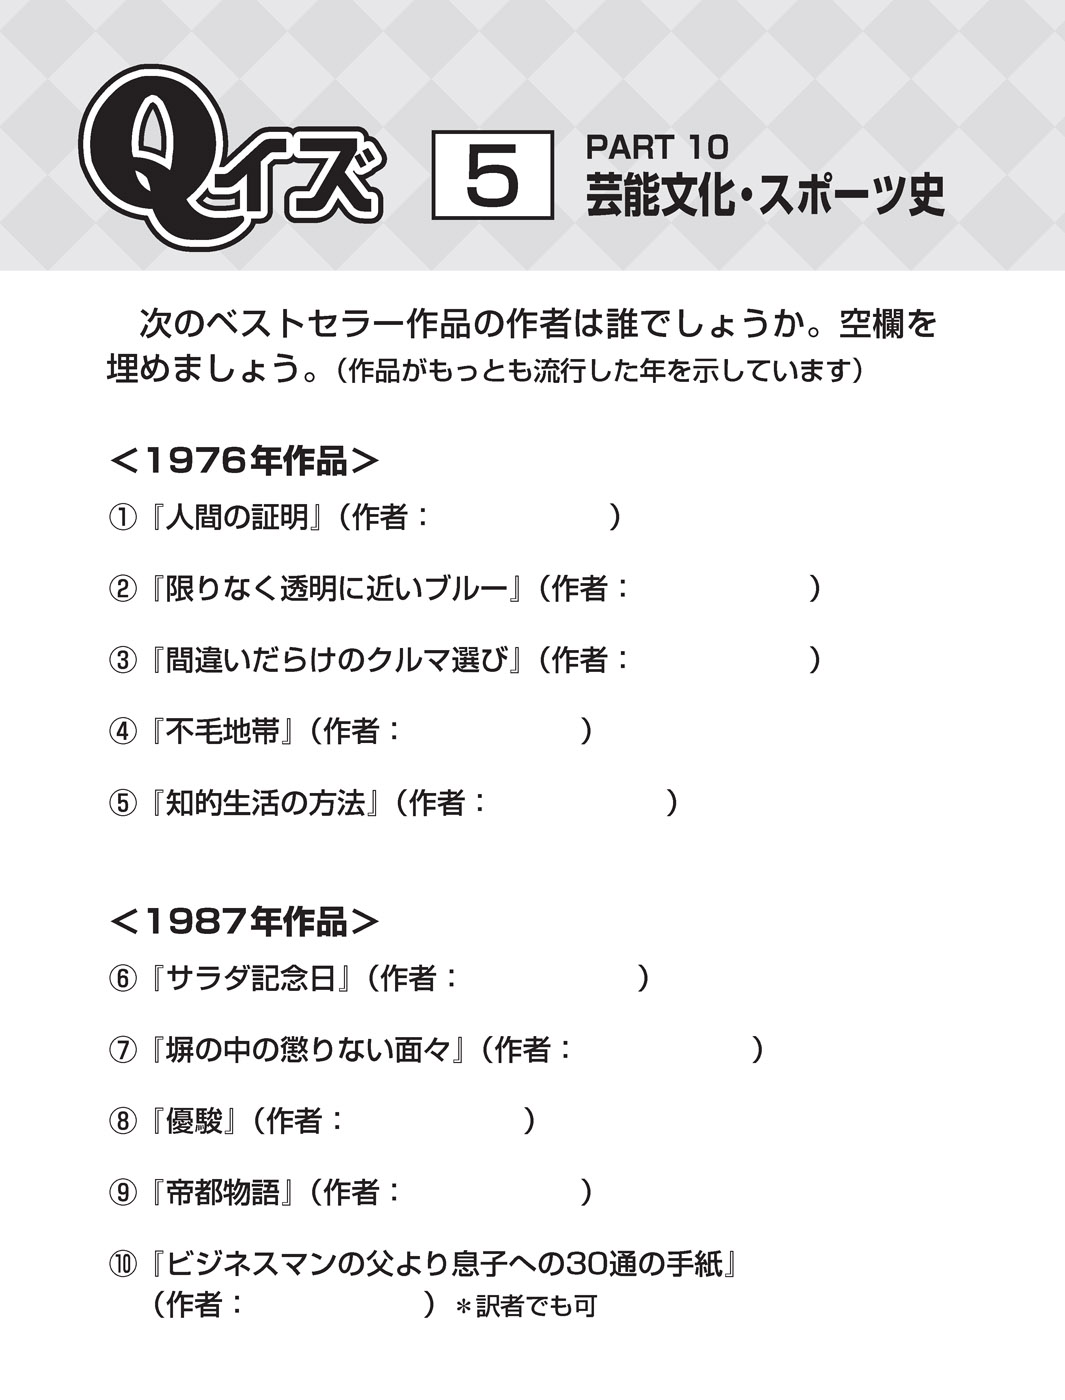 Qイズ 5 PART 10
芸能文化・スポーツ史
次のベストセラー作品の作者は誰でしょうか。空欄を
埋めましょう。（作品がもっとも流行した年を示しています）
＜1976年作品＞
①『人間の証明』（作者：　　　　　　）
②『限りなく透明に近いブルー』（作者：　　　　　　）
③『間違いだらけのクルマ選び』（作者：　　　　　　）
④『不毛地帯』（作者：　　　　　　）
⑤『知的生活の方法』（作者：　　　　　　）
＜1987年作品＞
⑥『サラダ記念日』（作者：　　　　　　）
⑦『塀の中の懲りない面々』（作者：　　　　　　）
⑧『優駿』（作者：　　　　　　）
⑨『帝都物語』（作者：　　　　　　）
⑩『ビジネスマンの父より息子への30通の手紙』
（作者：　　　　　　）＊訳者でも可